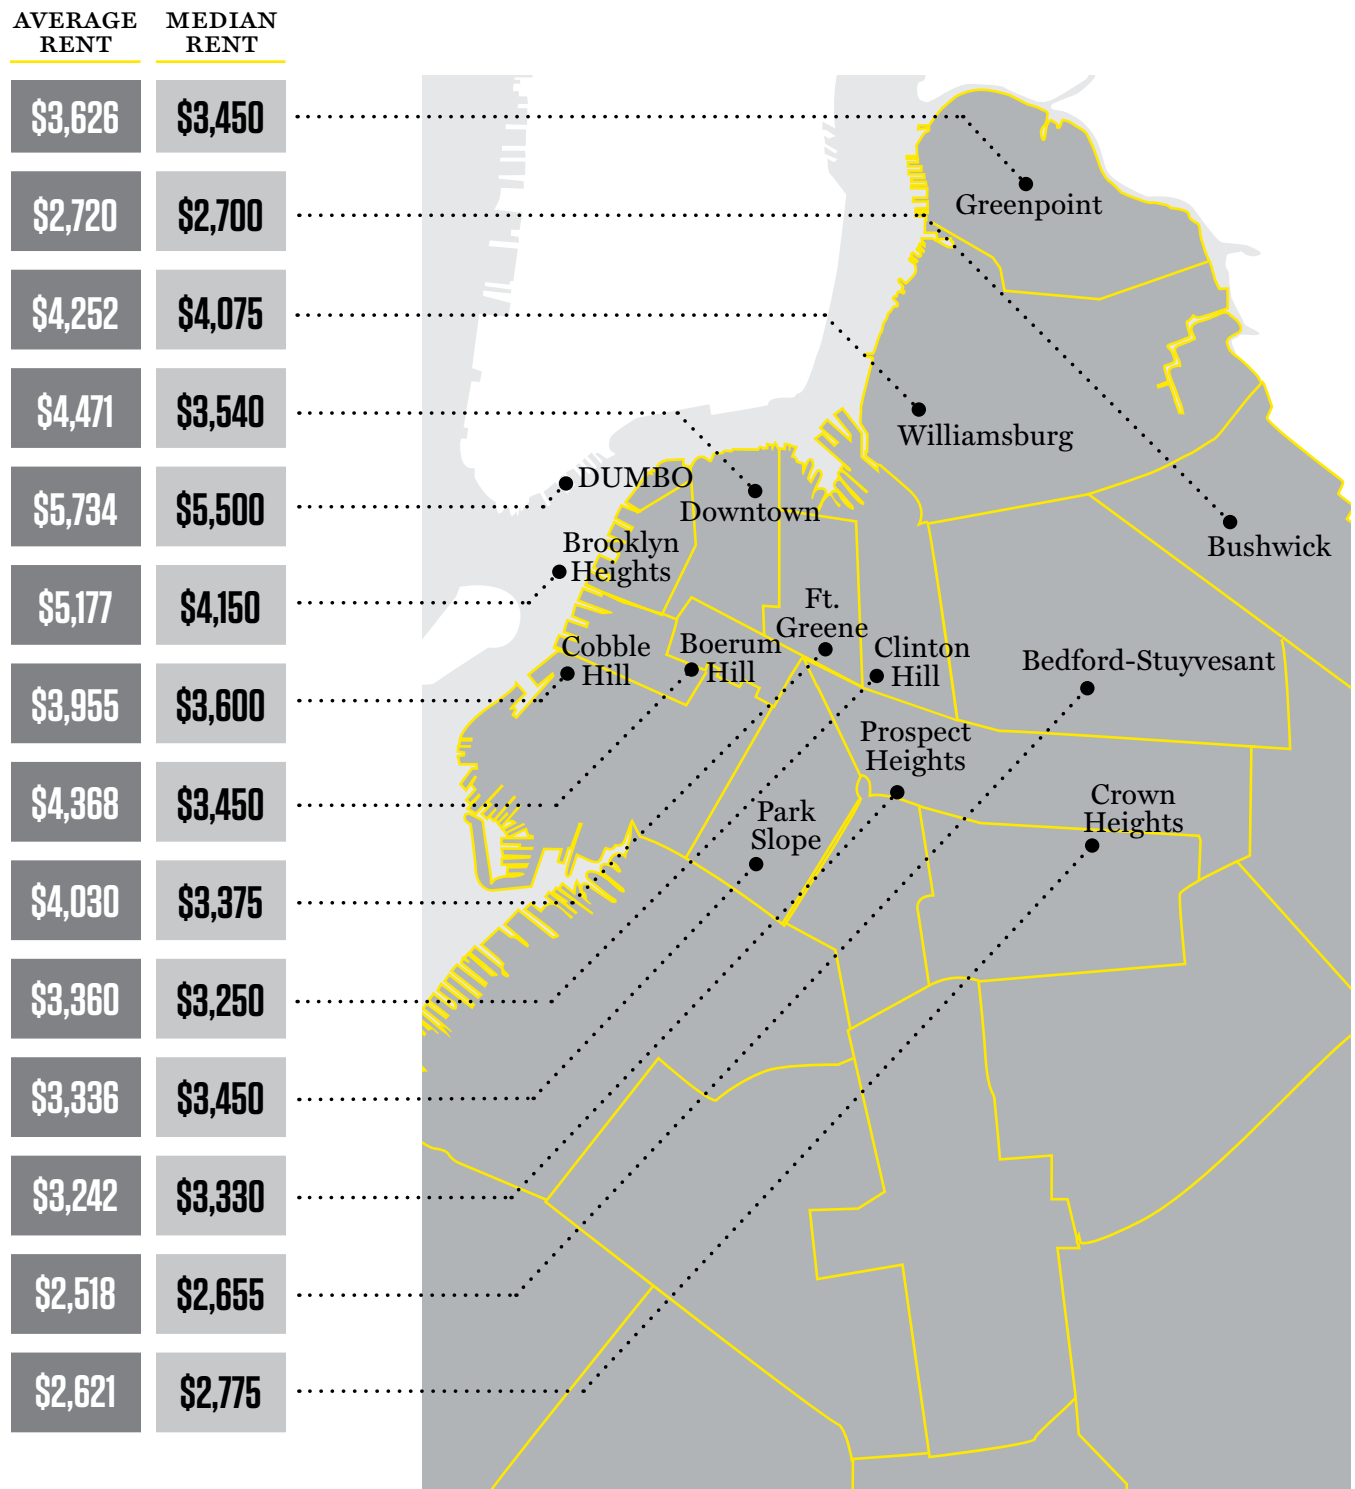 AVERAGE
RENT
MEDIAN
RENT
$3,626 $3,450
$2,720 $2,700
$4,252 $4,075
$4,471 $3,540
$5,734 $5,500
$5,177 $4,150
$3,955 $3,600
$4,368 $3,450
$4,030 $3,375
$3,360 $3,250
$3,336 $3,450
$3,242 $3,330
$2,518 $2,655
$2,621 $2,775
Greenpoint
Williamsburg
DUMBO
Downtown
Bushwick
Brooklyn
Heights
Ft.
Greene
Cobble
Hill
Boerum
Hill
Clinton
Hill
Bedford-Stuyvesant
Prospect
Heights
Park
Slope
Crown
Heights